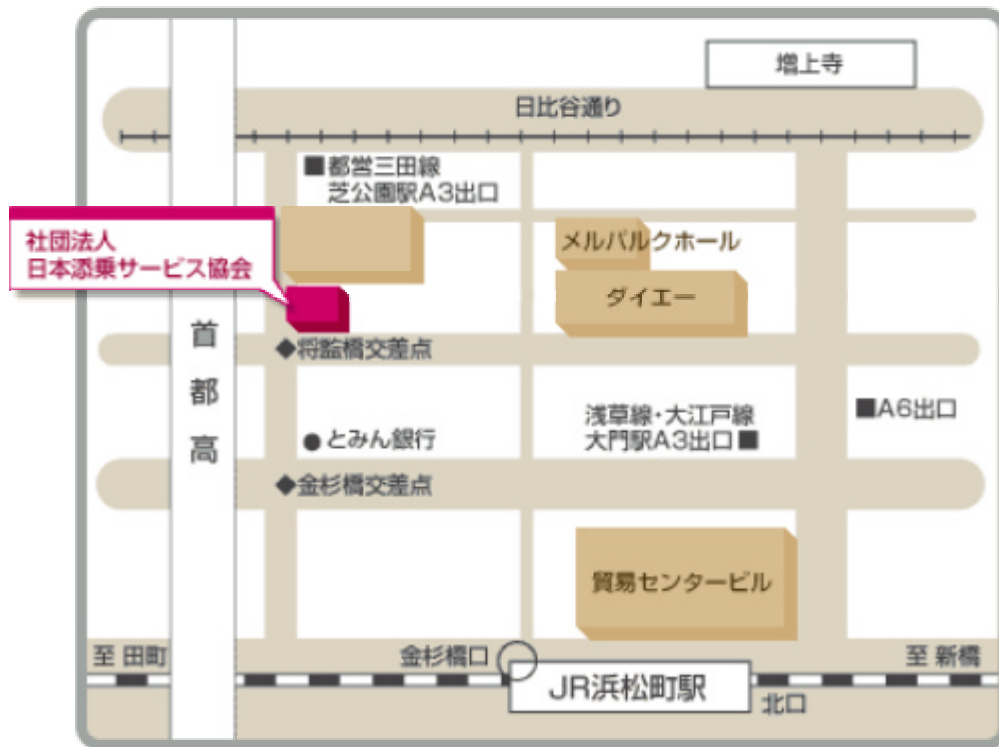 増上寺
日比谷通り
■都営三田線
芝公園駅A3出口
社団法人
日本添乗サービス協会
メルパルクホール
ダイエー
首都高
◆将監橋交差点
浅草線・大江戸線
大門駅A3出口■
■A6出口
●とみん銀行
◆金杉橋交差点
貿易センタービル
至 田町
金杉橋口
至 新橋
JR浜松町駅
北口